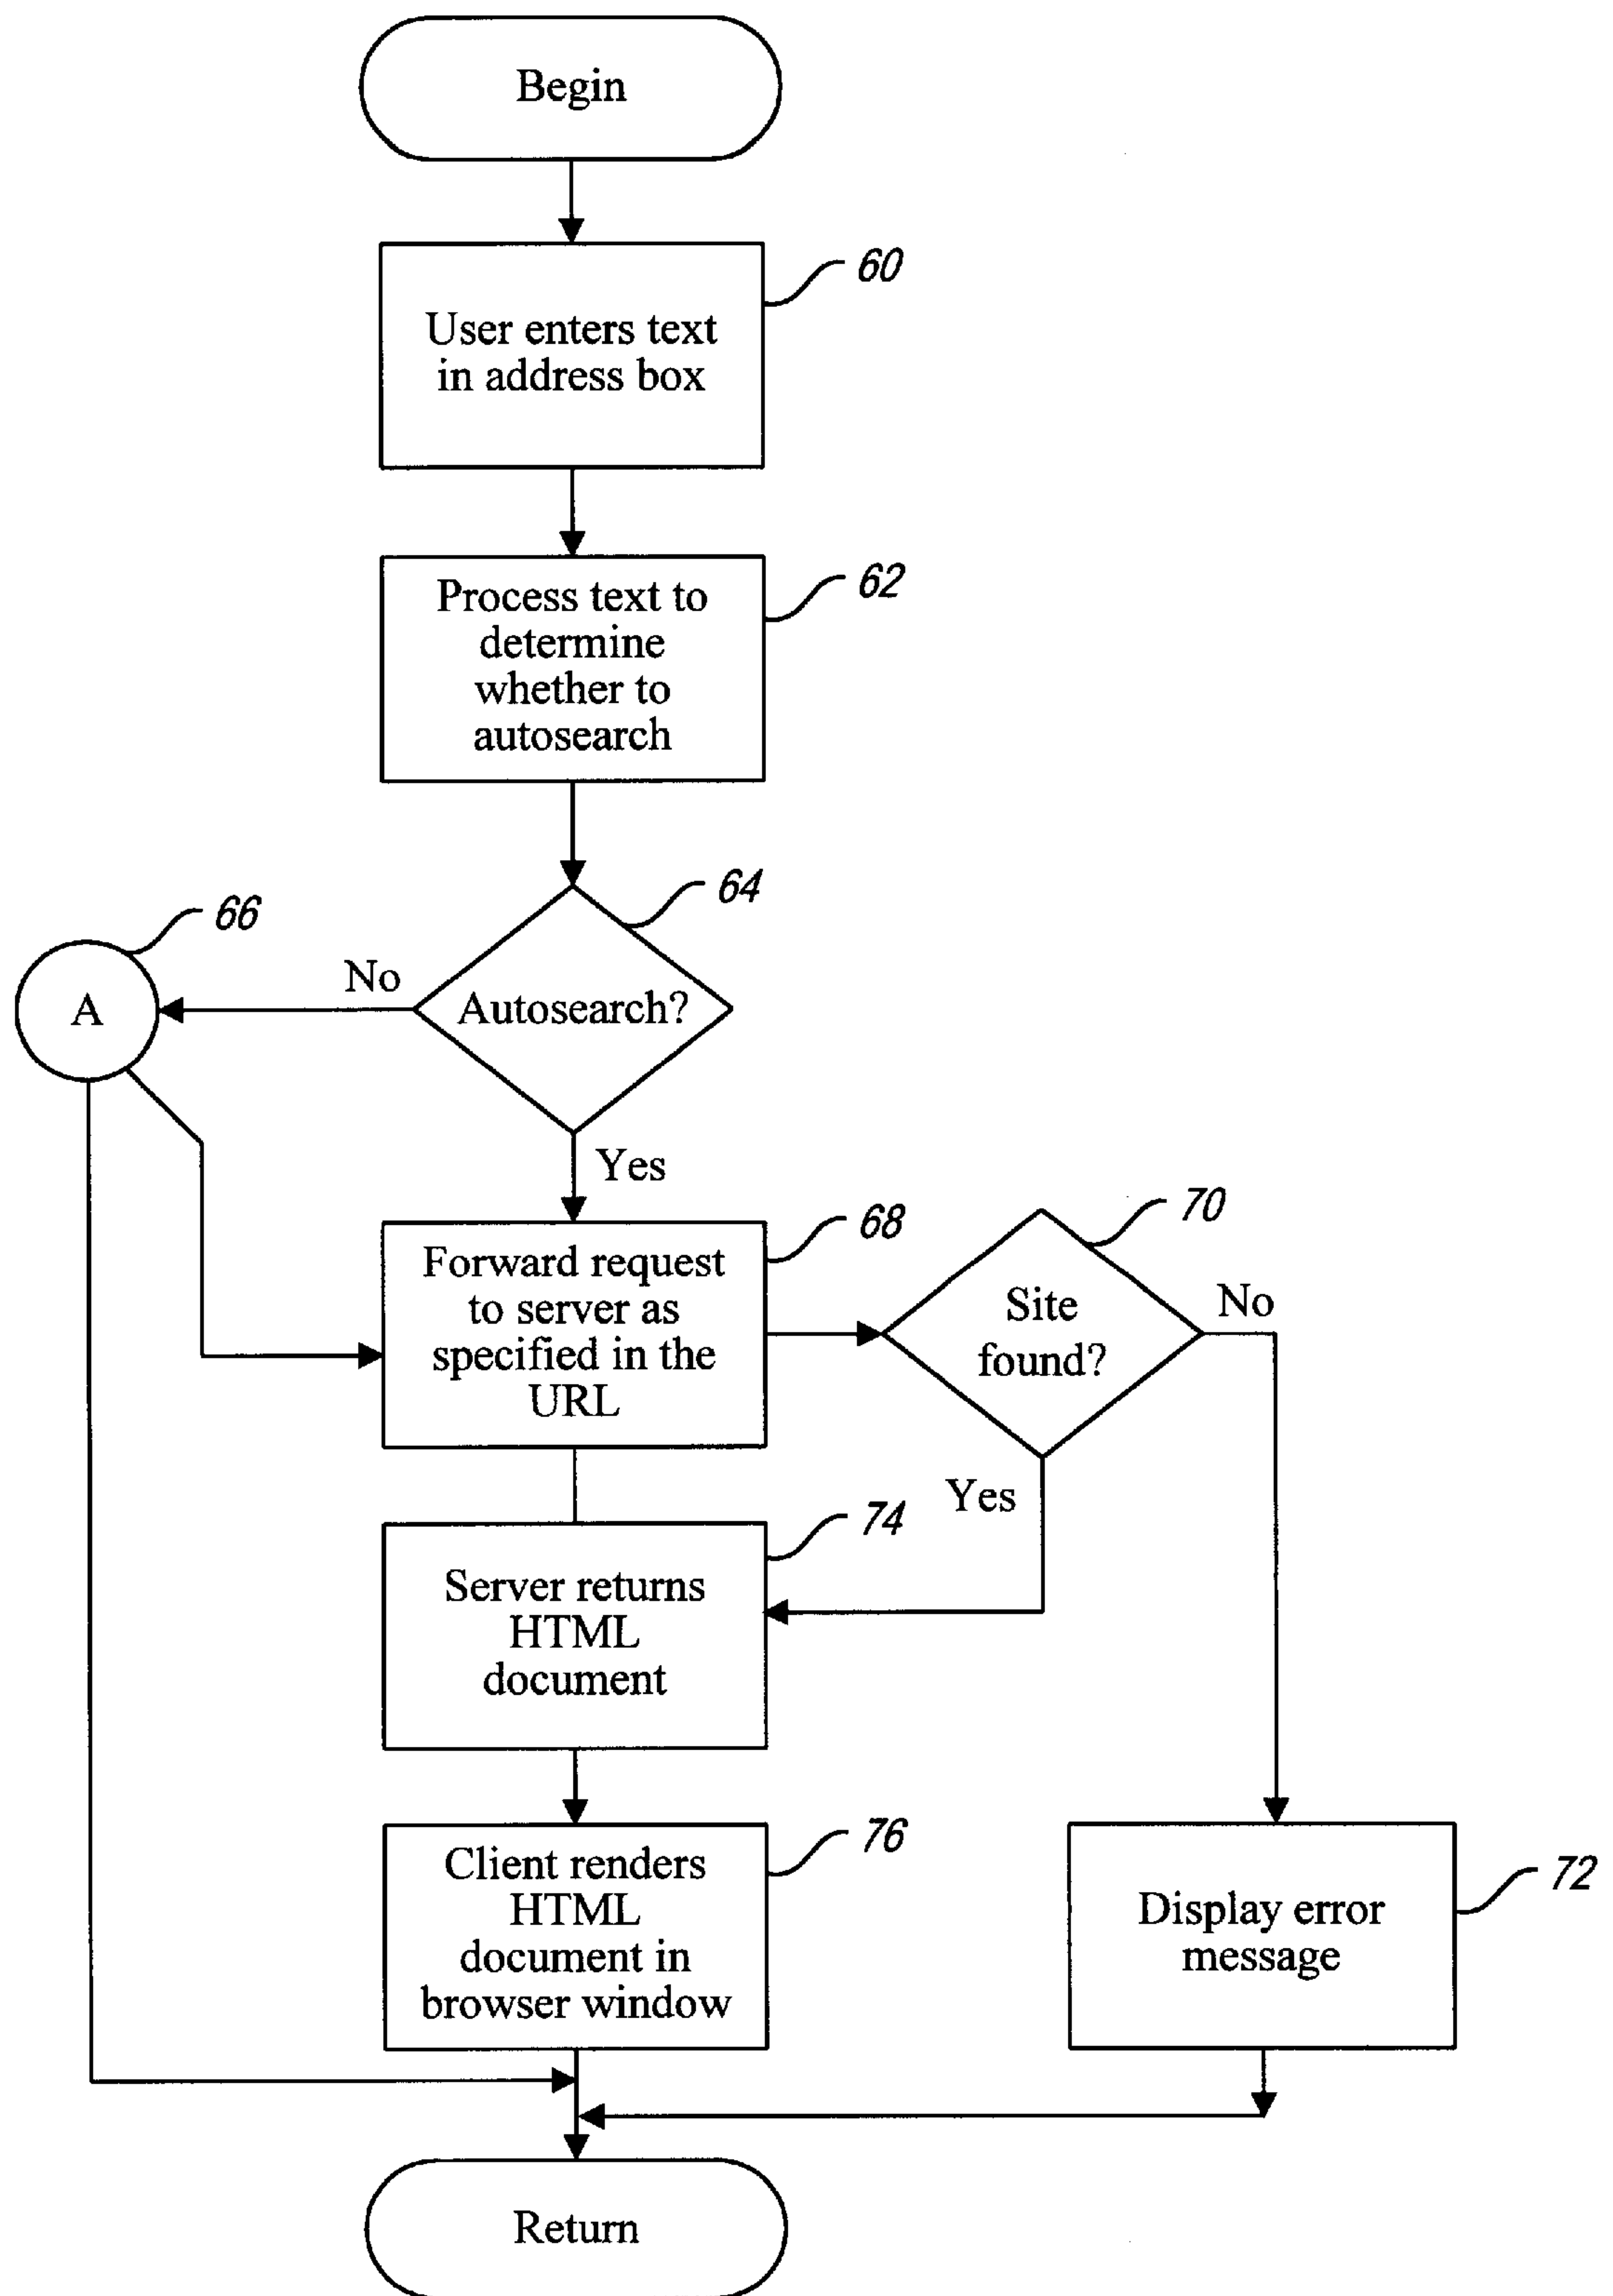 Begin
60
User enters text
in address box
62
Process text to
determine
whether to
autosearch
64
66
No
A
Autosearch?
Yes
68
70
Forward request
to server as
specified in the
URL
Site
found?
No
Yes
74
Server returns
HTML
document
76
Client renders
HTML
document in
browser window
72
Display error
message
Return